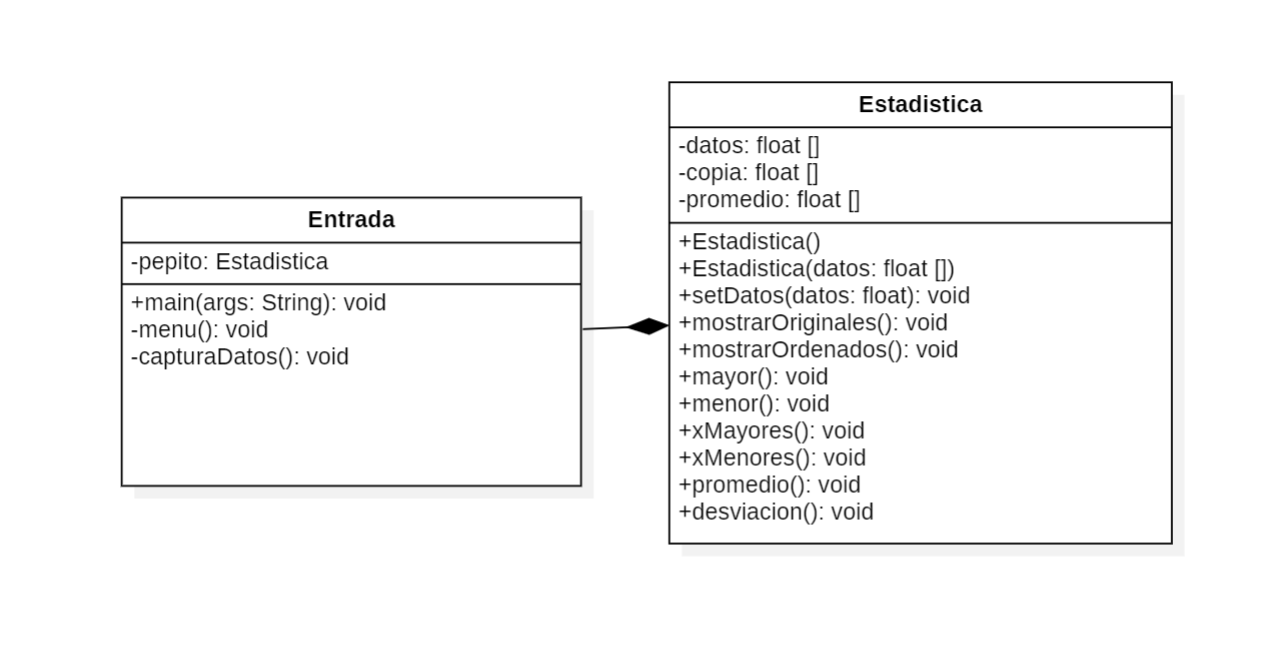 Entrada
-pepito: Estadistica
+main(args: String): void
-menu(): void
-capturaDatos(): void
Estadistica
-datos: float []
-copia: float []
-promedio: float []
+Estadistica()
+Estadistica(datos: float [])
+setDatos(datos: float): void
+mostrarOriginales(): void
+mostrarOrdenados(): void
+mayor(): void
+menor(): void
+xMayores(): void
+xMenores(): void
+promedio(): void
+desviacion(): void